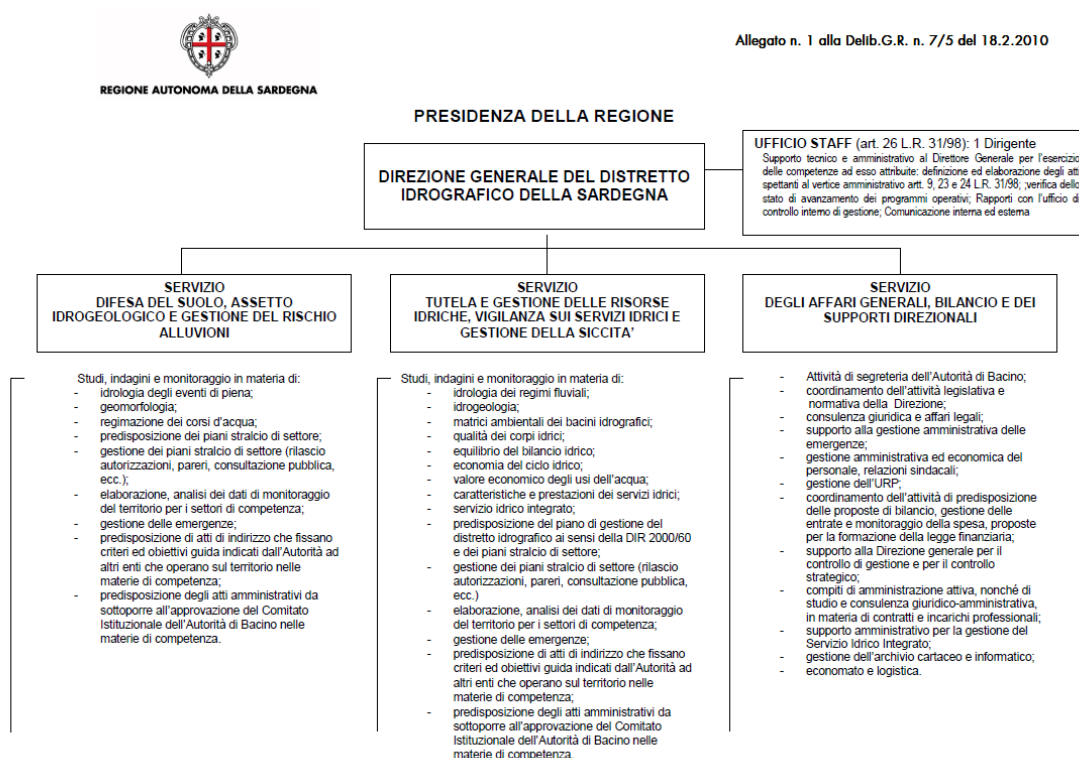 REGIONE AUTONOMA DELLA SARDEGNA
Allegato n. 1 alla Delib.G.R. n. 7/5 del 18.2.2010
PRESIDENZA DELLA REGIONE
DIREZIONE GENERALE DEL DISTRETTO
IDROGRAFICO DELLA SARDEGNA
UFFICIO STAFF (art. 26 L.R. 31/98): 1 Dirigente
Supporto tecnico e amministrativo al Direttore Generale per l'esercizio
delle competenze ad esso attribuite: definizione ed elaborazione degli atti
spettanti al vertice amministrativo artt. 9, 23 e 24 L.R. 31/98; ;verifica dello
stato di avanzamento dei programmi operativi; Rapporti con l'ufficio di
controllo interno di gestione; Comunicazione interna ed esterna
SERVIZIO
DIFESA DEL SUOLO, ASSETTO
IDROGEOLOGICO E GESTIONE DEL RISCHIO
ALLUVIONI
Studi, indagini e monitoraggio in materia di:
- idrologia degli eventi di piena;
- geomorfologia;
- regimazione dei corsi d'acqua;
- predisposizione dei piani stralcio di settore;
- gestione dei piani stralcio di settore (rilascio
autorizzazioni, pareri, consultazione pubblica,
ecc.);
- elaborazione, analisi dei dati di monitoraggio
del territorio per i settori di competenza;
- gestione delle emergenze;
- predisposizione di atti di indirizzo che fissano
criteri ed obiettivi guida indicati dall'Autorità ad
altri enti che operano sul territorio nelle
materie di competenza;
- predisposizione degli atti amministrativi da
sottoporre all'approvazione del Comitato
Istituzionale dell'Autorità di Bacino nelle
materie di competenza.
SERVIZIO
TUTELA E GESTIONE DELLE RISORSE
IDRICHE, VIGILANZA SUI SERVIZI IDRICI E
GESTIONE DELLA SICCITA'
Studi, indagini e monitoraggio in materia di:
- idrologia dei regimi fluviali;
- idrogeologia;
- matrici ambientali dei bacini idrografici;
- qualità dei corpi idrici;
- equilibrio del bilancio idrico;
- economia del ciclo idrico;
- valore economico degli usi dell'acqua;
- caratteristiche e prestazioni dei servizi idrici;
- servizio idrico integrato;
- predisposizione del piano di gestione del
distretto idrografico ai sensi della DIR 2000/60
e dei piani stralcio di settore;
- gestione dei piani stralcio di settore (rilascio
autorizzazioni, pareri, consultazione pubblica,
ecc.)
- elaborazione, analisi dei dati di monitoraggio
del territorio per i settori di competenza;
- gestione delle emergenze;
- predisposizione di atti di indirizzo che fissano
criteri ed obiettivi guida indicati dall'Autorità ad
altri enti che operano sul territorio nelle
materie di competenza;
- predisposizione degli atti amministrativi da
sottoporre all'approvazione del Comitato
Istituzionale dell'Autorità di Bacino nelle
materie di competenza.
SERVIZIO
DEGLI AFFARI GENERALI, BILANCIO E DEI
SUPPORTI DIREZIONALI
- Attività di segreteria dell'Autorità di Bacino;
- coordinamento dell'attività legislativa e
normativa della Direzione;
- consulenza giuridica e affari legali;
- supporto alla gestione amministrativa delle
emergenze;
- gestione amministrativa ed economica del
personale, relazioni sindacali;
- gestione dell'URP;
- coordinamento dell'attività di predisposizione
delle proposte di bilancio, gestione delle
entrate e monitoraggio della spesa, proposte
per la formazione della legge finanziaria;
- supporto alla Direzione generale per il
controllo di gestione e per il controllo
strategico;
- compiti di amministrazione attiva, nonché di
studio e consulenza giuridico-amministrativa,
in materia di contratti e incarichi professionali;
- supporto amministrativo per la gestione del
Servizio Idrico Integrato;
- gestione dell'archivio cartaceo e informatico;
- economato e logistica.